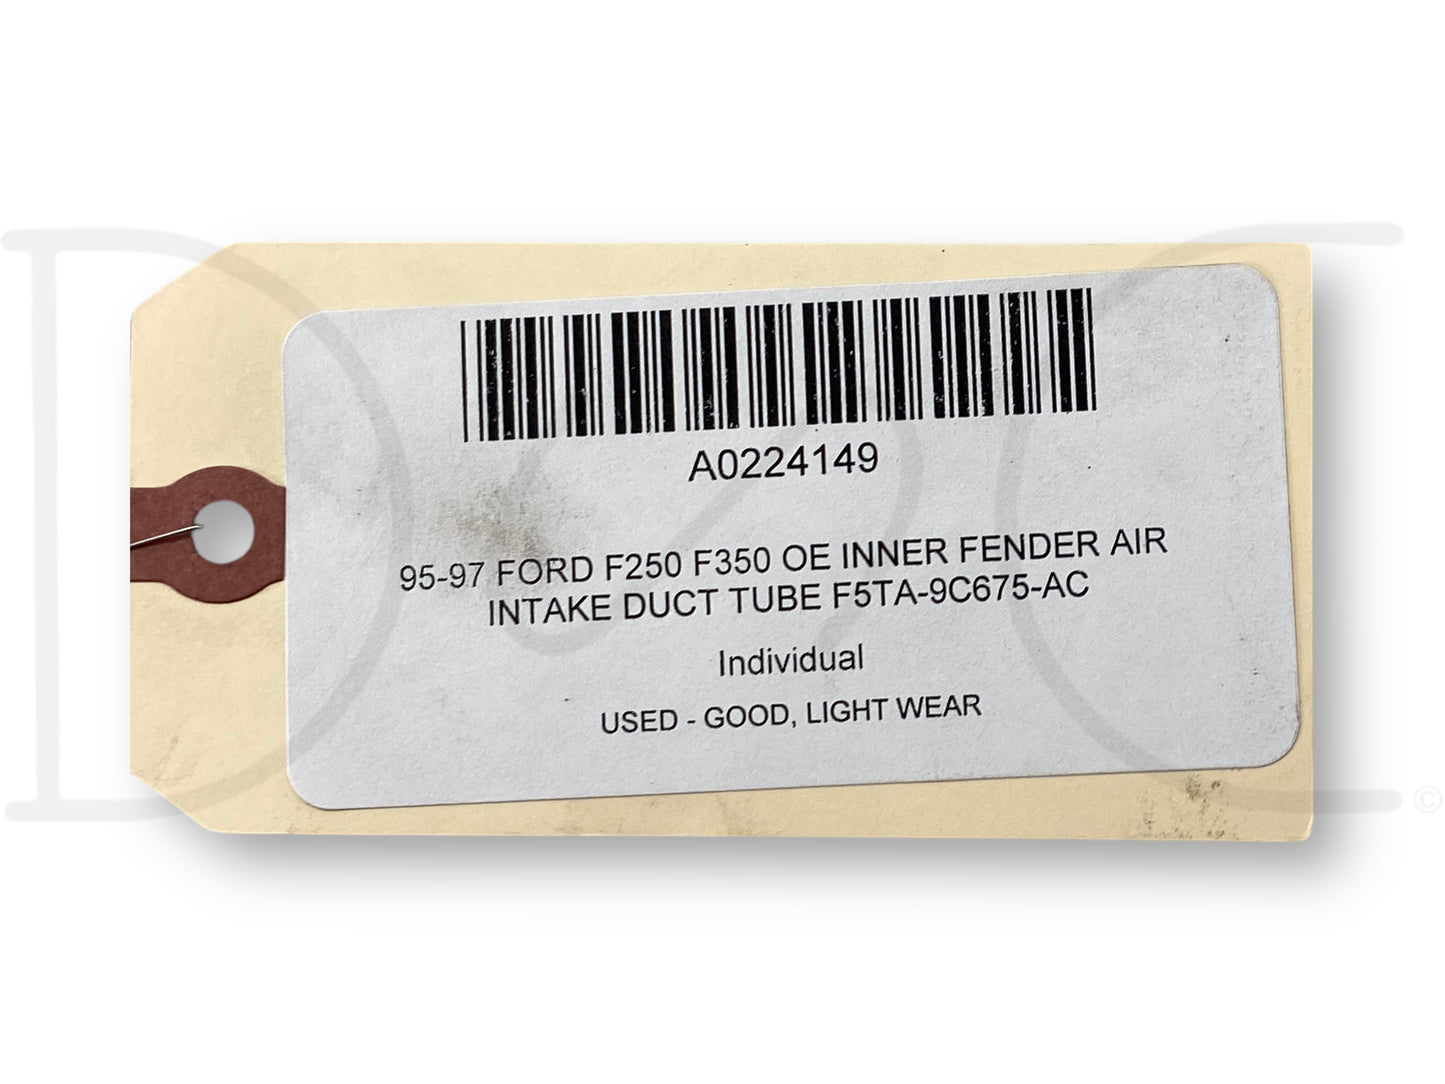 A0224149
95-97 FORD F250 F350 OE INNER FENDER AIR
INTAKE DUCT TUBE F5TA-9C675-AC
Individual
USED - GOOD, LIGHT WEAR
D C
©